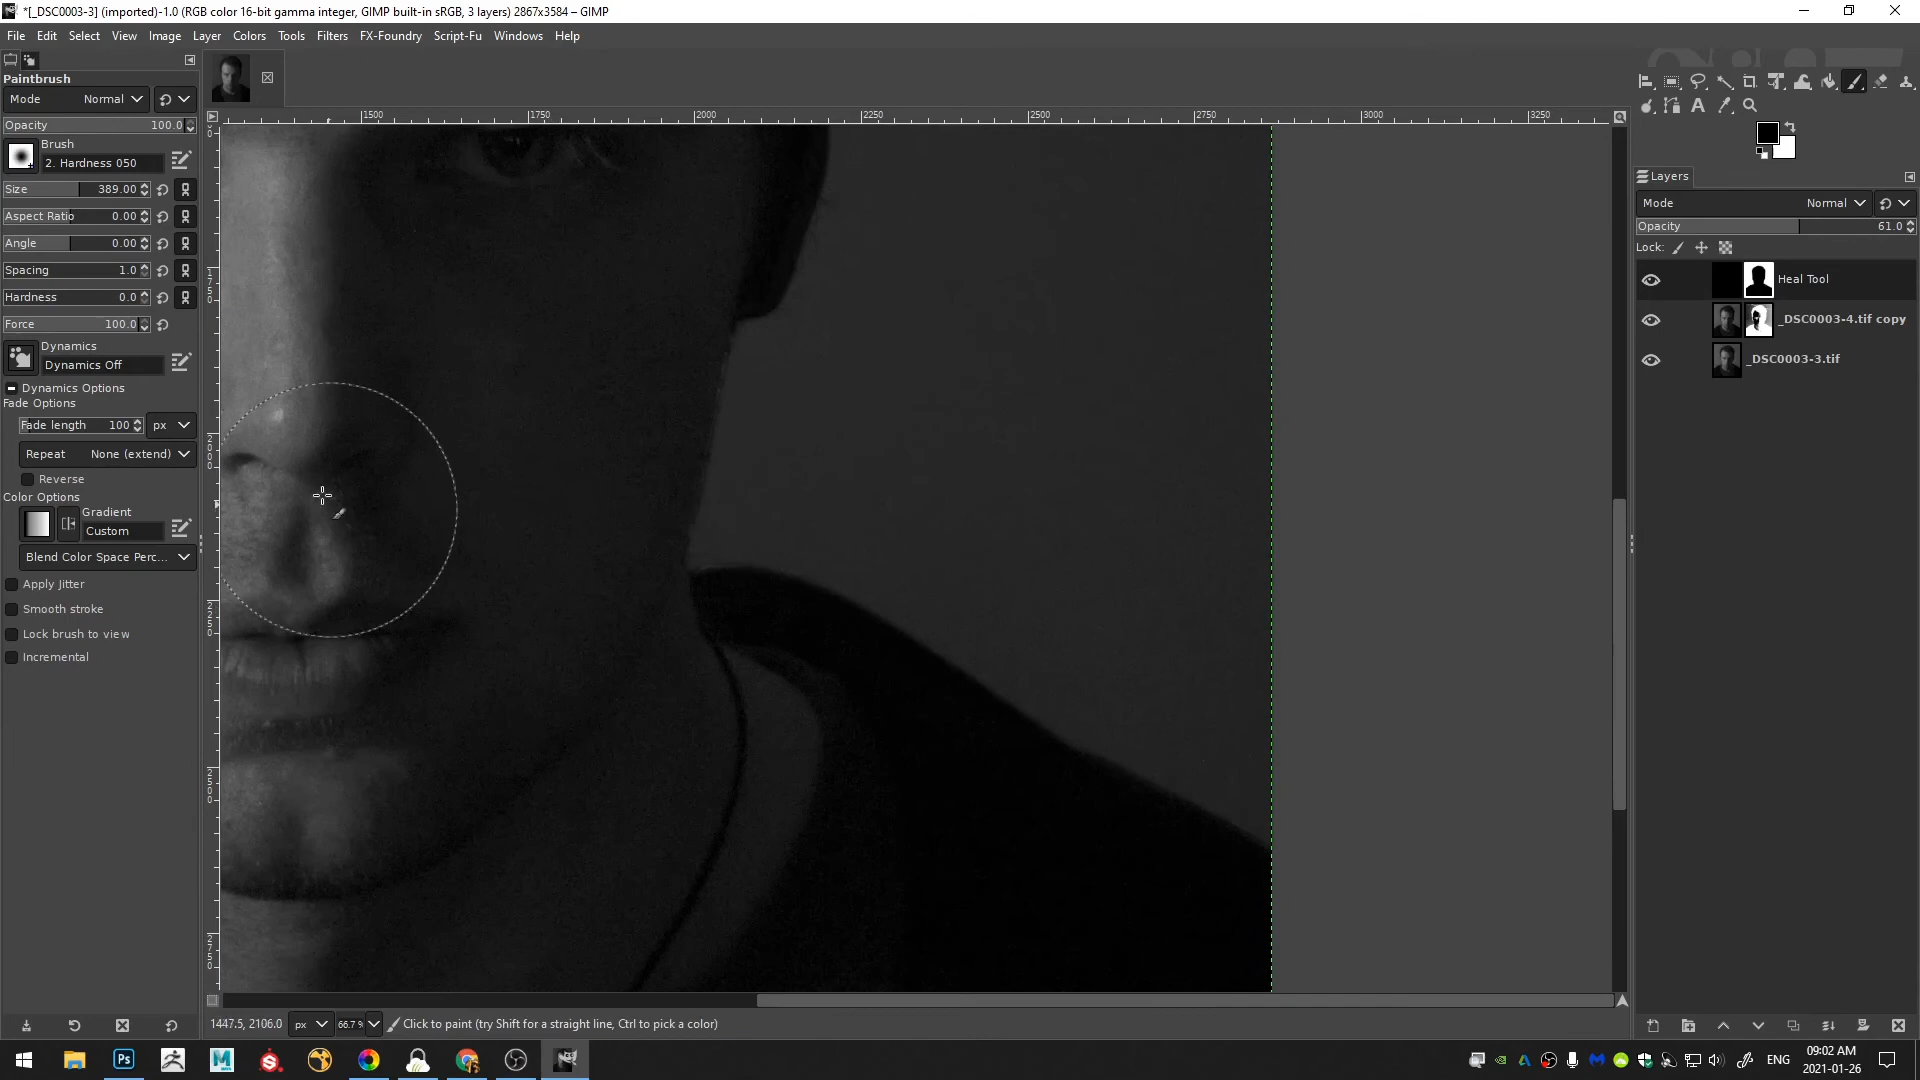 *[_DSC0003-3] (imported)-1.0 (RGB color 16-bit gamma integer, GIMP built-in sRGB, 3 layers) 2867x3584 – GIMP
File Edit Select View Image Layer Colors Tools Filters FX-Foundry Script-Fu Windows Help
Paintbrush
Mode Normal
Opacity 100.0
Brush
2. Hardness 050
Size 389.00
Aspect Ratio 0.00
Angle 0.00
Spacing 1.0
Hardness 0.0
Force 100.0
Dynamics
Dynamics Off
Dynamics Options
Fade Options
Fade length 100 px
Repeat None (extend)
Reverse
Color Options
Gradient
Custom
Blend Color Space Perc...
Apply Jitter
Smooth stroke
Lock brush to view
Incremental
1500 1750 2000 2250 2500 2750 3000 3250
1750
2000
2250
2500
2750
Layers
Mode Normal
Opacity 61.0
Lock:
Heal Tool
_DSC0003-4.tif copy
_DSC0003-3.tif
1447.5, 2106.0 px 66.7 % Click to paint (try Shift for a straight line, Ctrl to pick a color)
Ps
M
ENG
09:02 AM
2021-01-26